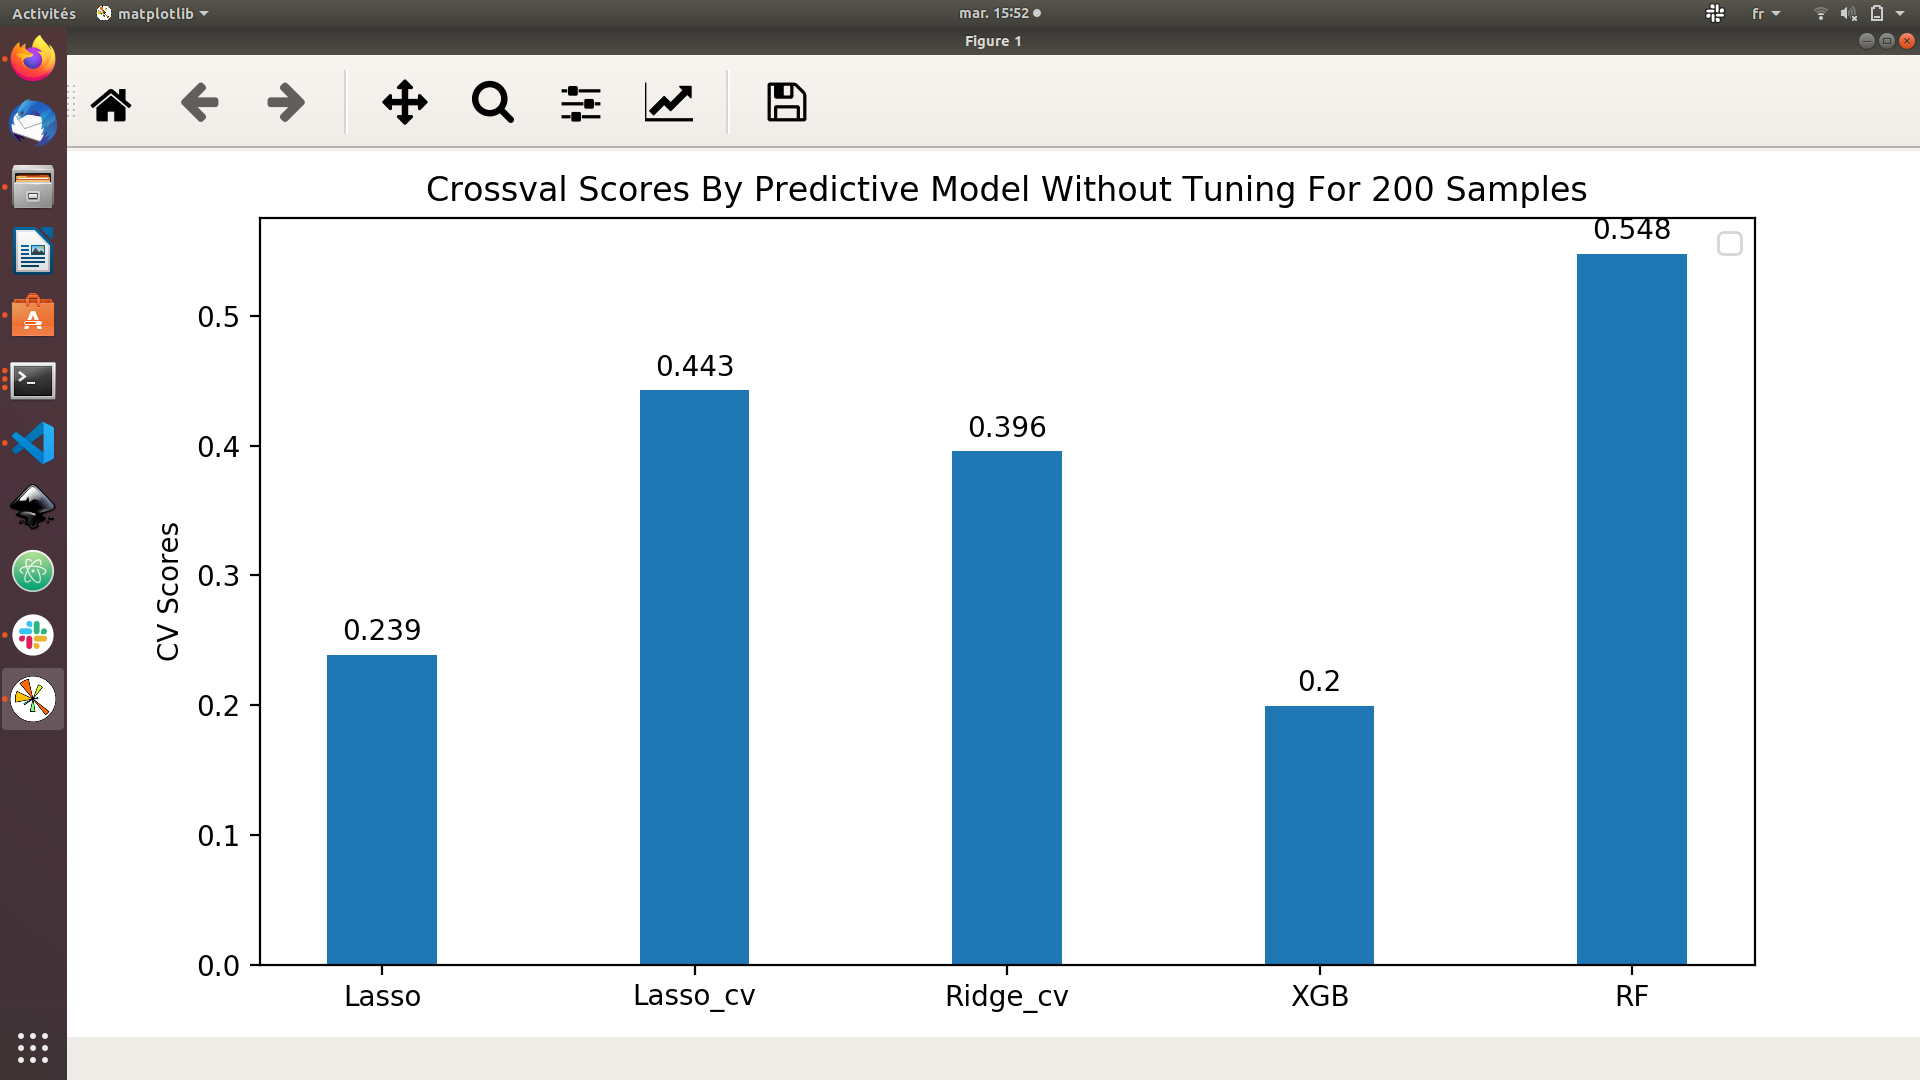 Activités matplotlib mar. 15:52 fr
Figure 1
Crossval Scores By Predictive Model Without Tuning For 200 Samples
0.548
0.5
0.443
0.4
0.396
0.3
CV Scores
0.239
0.2
0.2
0.1
0.0
Lasso Lasso_cv Ridge_cv XGB RF